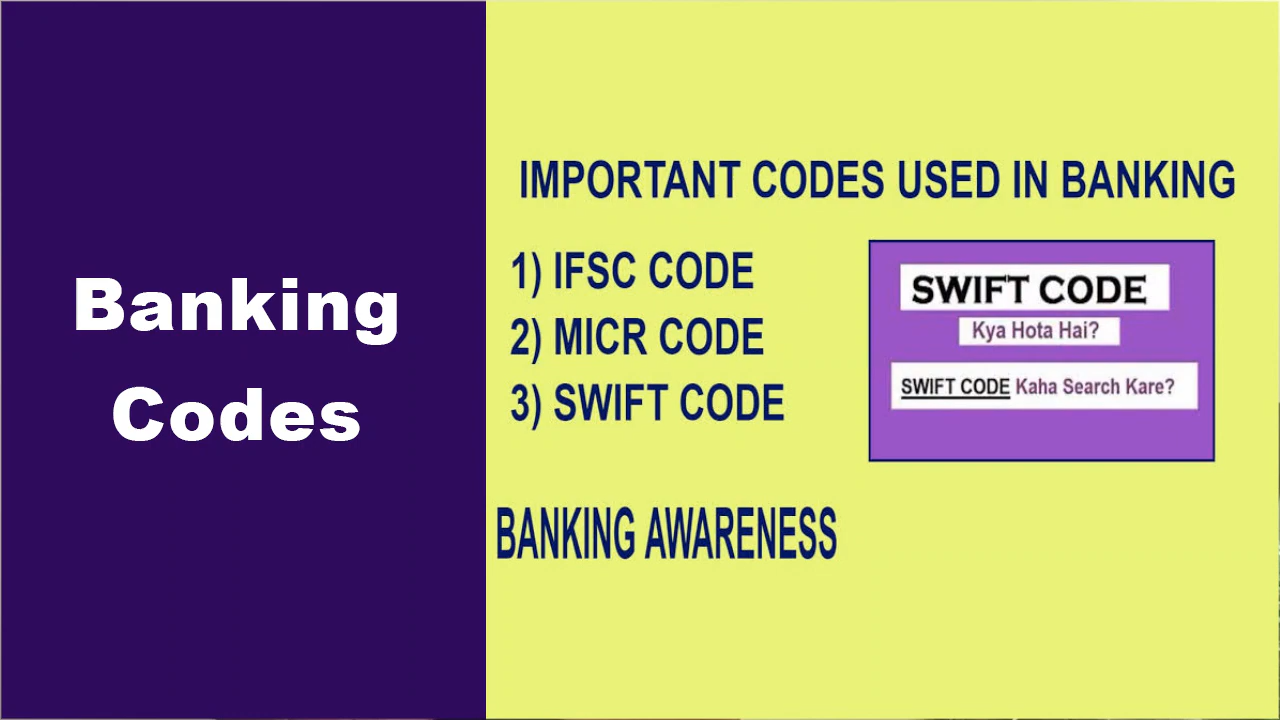 Banking
Codes
IMPORTANT CODES USED IN BANKING
1) IFSC CODE
2) MICR CODE
3) SWIFT CODE
SWIFT CODE
Kya Hota Hai?
SWIFT CODE Kaha Search Kare?
BANKING AWARENESS